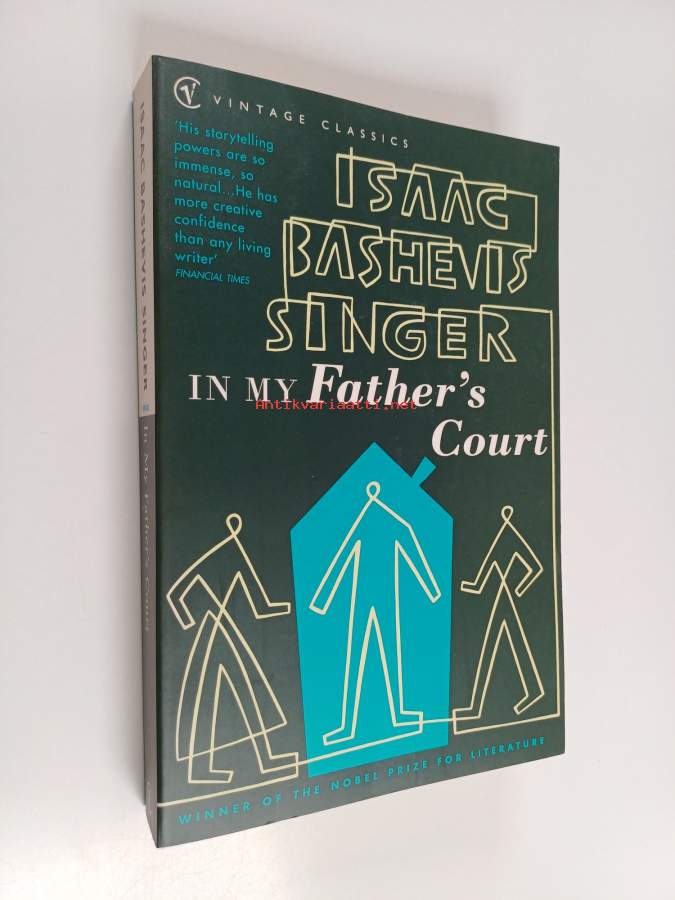 VINTAGE CLASSICS
'His storytelling
powers are so
immense, so
natural...He has
more creative
confidence
than any living
writer'
FINANCIAL TIMES
ISAAC
BASHEVIS
SINGER
IN MY Father's
Court
Antikvariaatti.net
WINNER OF THE NOBEL PRIZE FOR LITERATURE
ISAAC BASHEVIS SINGER In My Father's Court